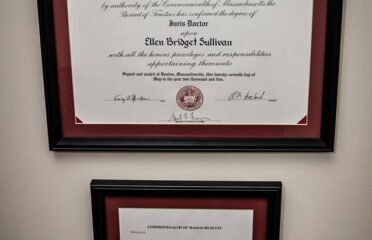 by authority of the Commonwealth of Massachusetts the
Board of Trustees has conferred the degree of
Juris Doctor
upon
Ellen Bridget Sullivan
with all the honors, privileges and responsibilities
appertaining thereunto.
Signed and sealed at Boston, Massachusetts, this twenty-seventh day of
May in the year two thousand and five.
COMMONWEALTH OF MASSACHUSETTS